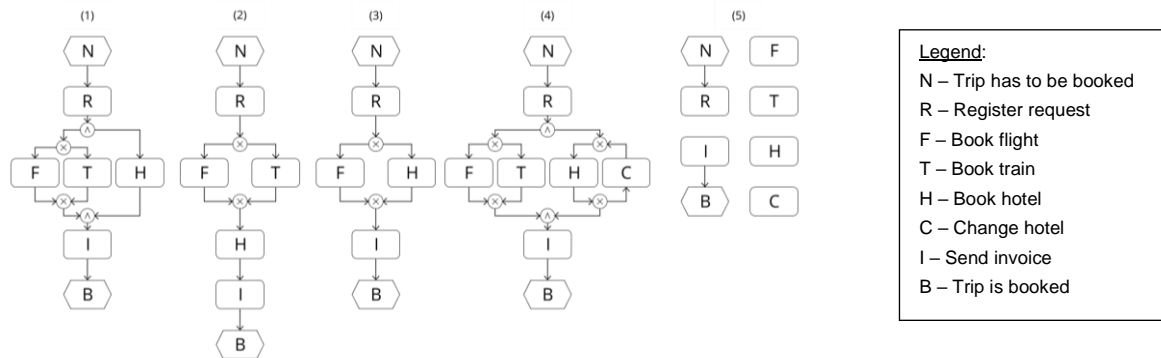 (1) (2) (3) (4) (5)
N N N N N F
R R R R R T
∧ × × ∧
× × ×
F T H F T F H F T H C I H
× × × × ×
∧ ∧
I H I I B C
B I B B
B
Legend:
N – Trip has to be booked
R – Register request
F – Book flight
T – Book train
H – Book hotel
C – Change hotel
I – Send invoice
B – Trip is booked